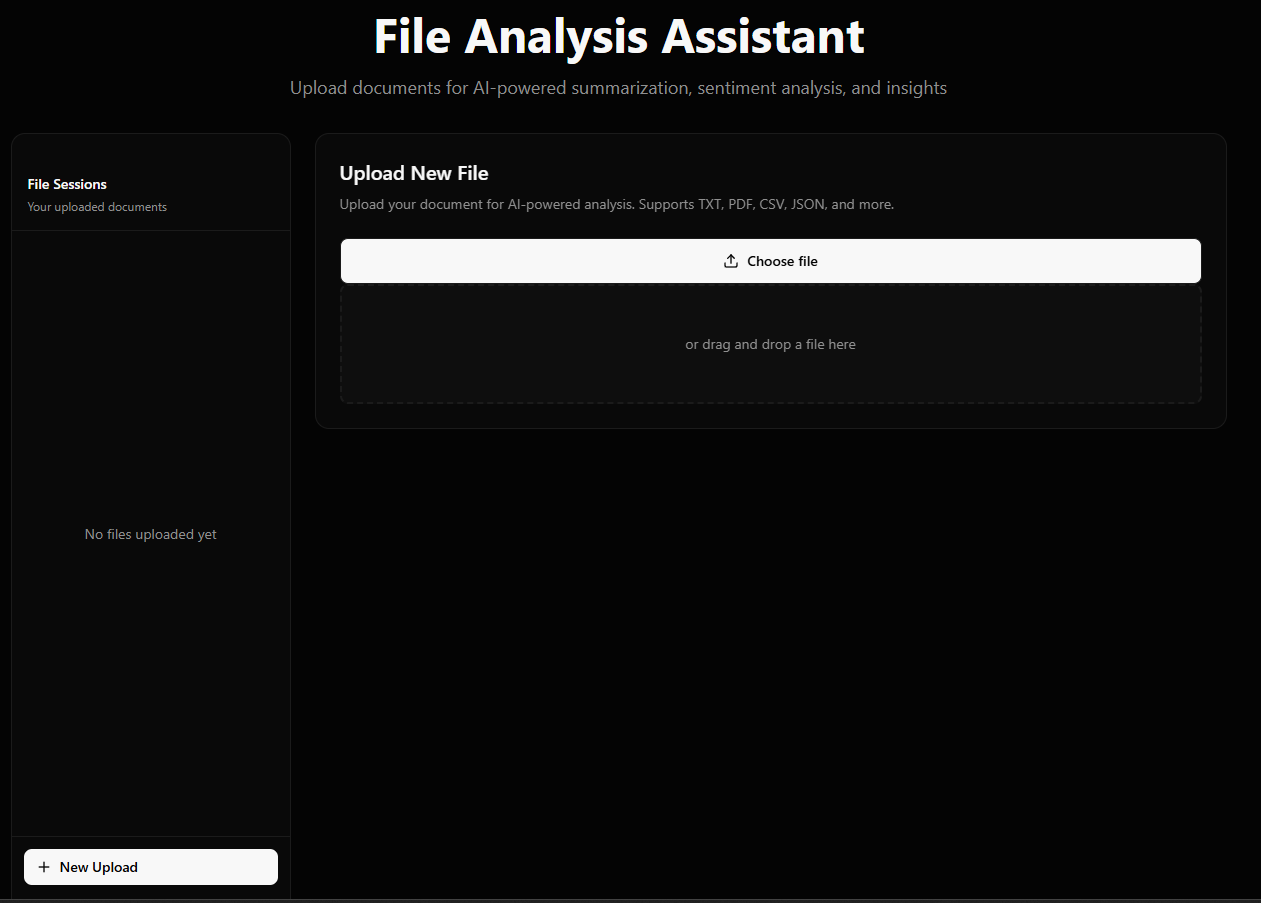 File Analysis Assistant
Upload documents for AI-powered summarization, sentiment analysis, and insights
File Sessions
Your uploaded documents
No files uploaded yet
New Upload
Upload New File
Upload your document for AI-powered analysis. Supports TXT, PDF, CSV, JSON, and more.
Choose file
or drag and drop a file here